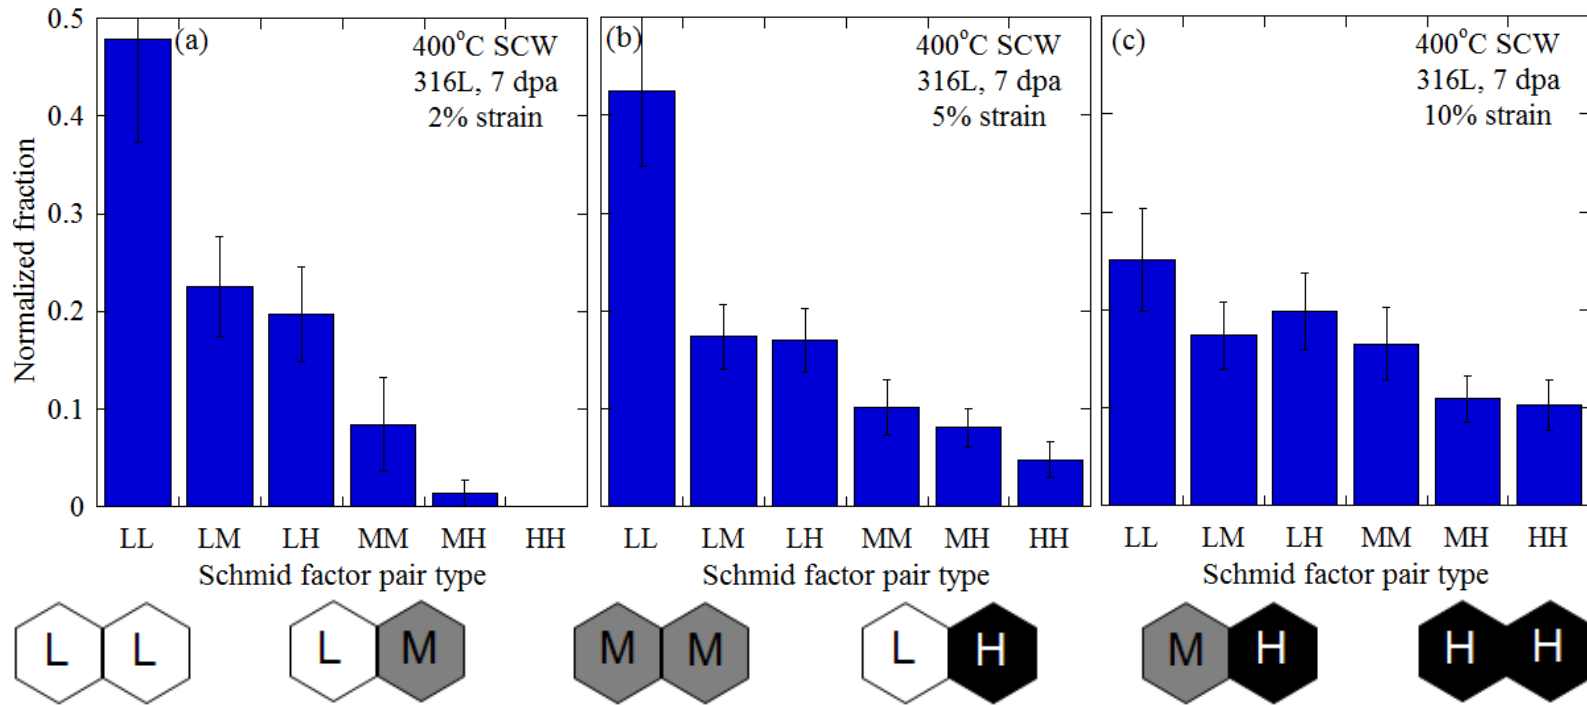 (a)
400°C SCW
316L, 7 dpa
2% strain
(b)
400°C SCW
316L, 7 dpa
5% strain
(c)
400°C SCW
316L, 7 dpa
10% strain
Normalized fraction
0.5
0.4
0.3
0.2
0.1
0
LL LM LH MM MH HH
Schmid factor pair type
LL LM LH MM MH HH
Schmid factor pair type
LL LM LH MM MH HH
Schmid factor pair type
L L L M M M L H M H H H